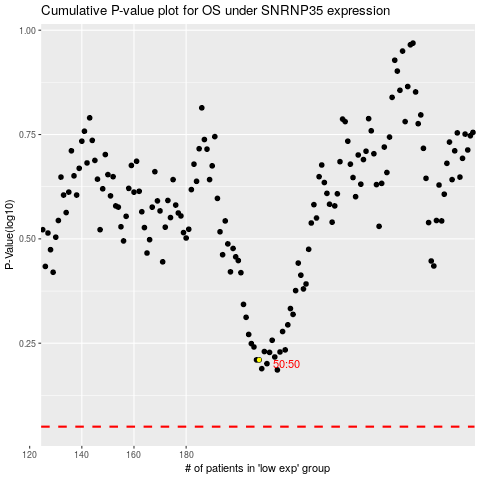 Cumulative P-value plot for OS under SNRNP35 expression
P-Value(log10)
1.00
0.75
0.50
0.25
50:50
120 140 160 180
# of patients in 'low exp' group